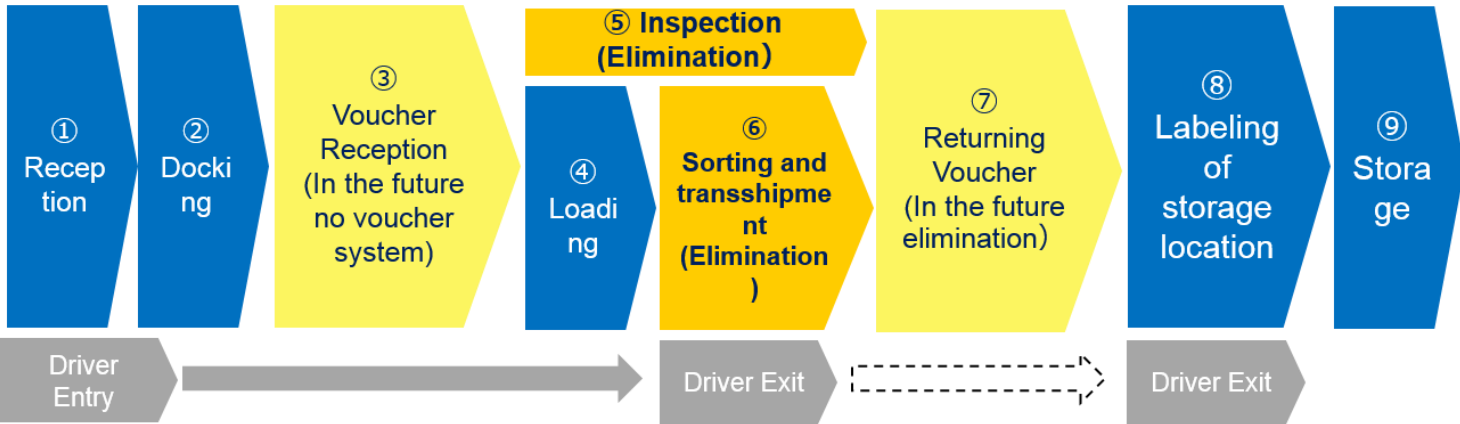 ①
Recep
tion
②
Docki
ng
③
Voucher
Reception
(In the future
no voucher
system)
④
Loadi
ng
⑤ Inspection
(Elimination）
⑥
Sorting and
transshipme
nt
(Elimination
)
⑦
Returning
Voucher
(In the future
elimination）
⑧
Labeling
of
storage
location
⑨
Stora
ge
Driver
Entry
Driver Exit
Driver Exit